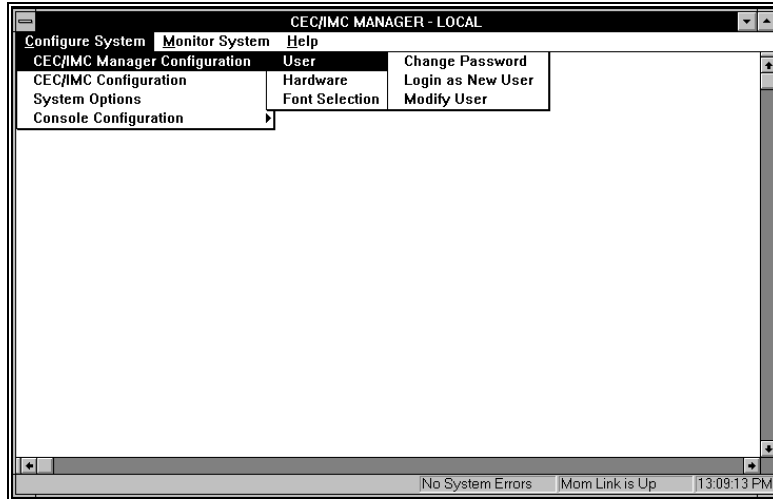 CEC/IMC MANAGER - LOCAL
Configure System Monitor System Help
CEC/IMC Manager Configuration User Change Password
CEC/IMC Configuration Hardware Login as New User
System Options Font Selection Modify User
Console Configuration
No System Errors Mom Link is Up 13:09:13 PM